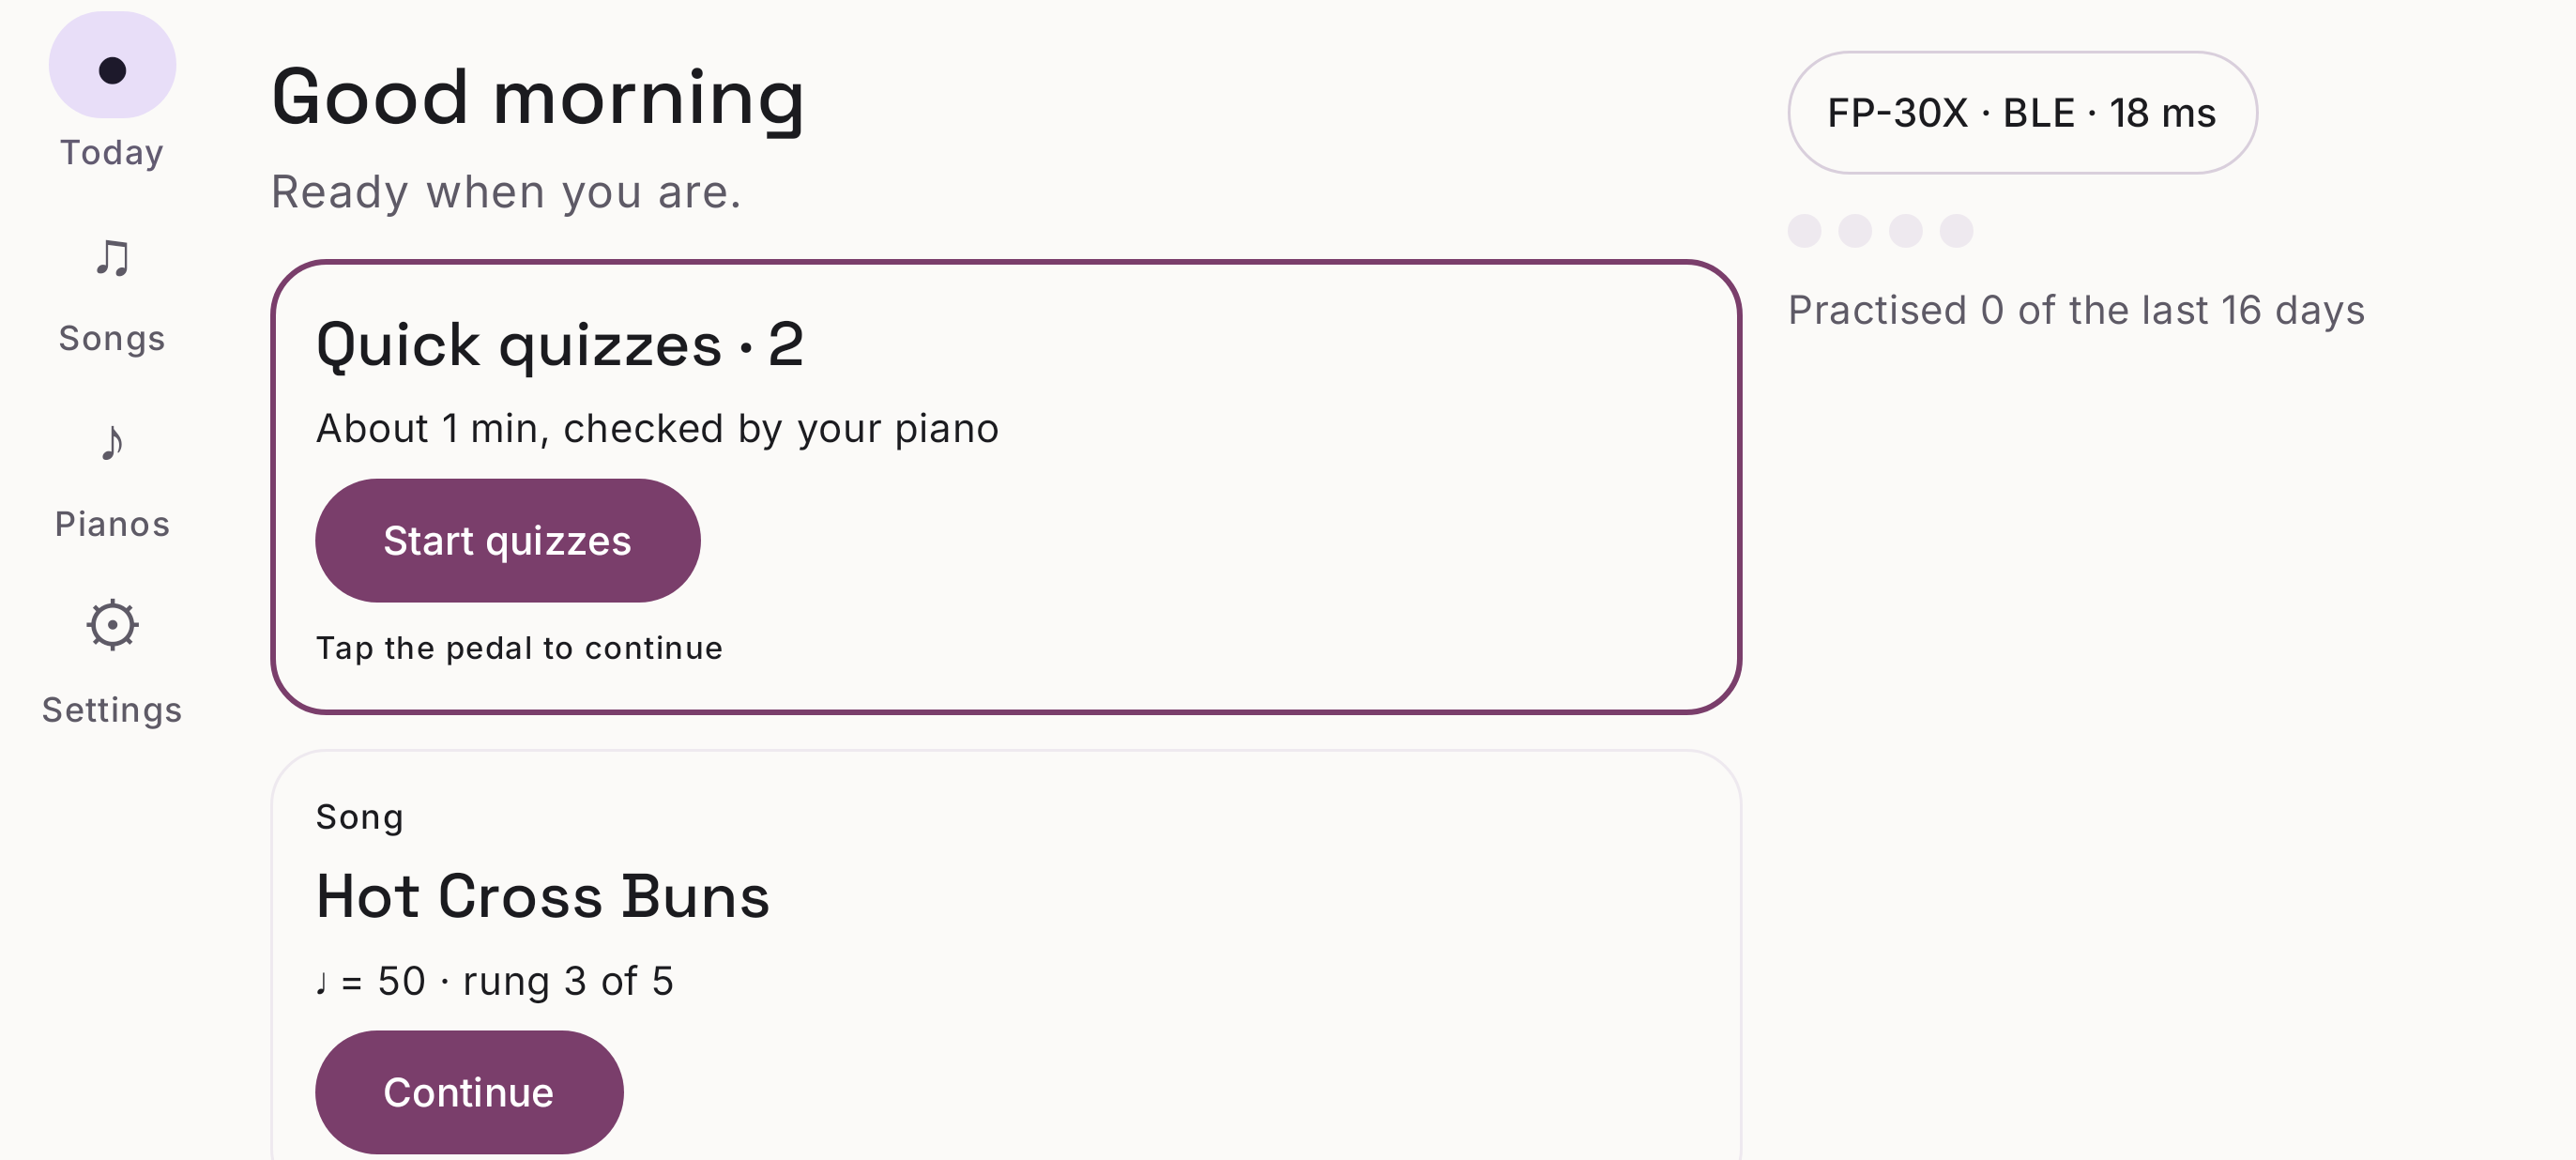 Today
Songs
Pianos
Settings
Good morning
Ready when you are.
Quick quizzes · 2
About 1 min, checked by your piano
Start quizzes
Tap the pedal to continue
Song
Hot Cross Buns
♩ = 50 · rung 3 of 5
Continue
FP-30X · BLE · 18 ms
Practised 0 of the last 16 days